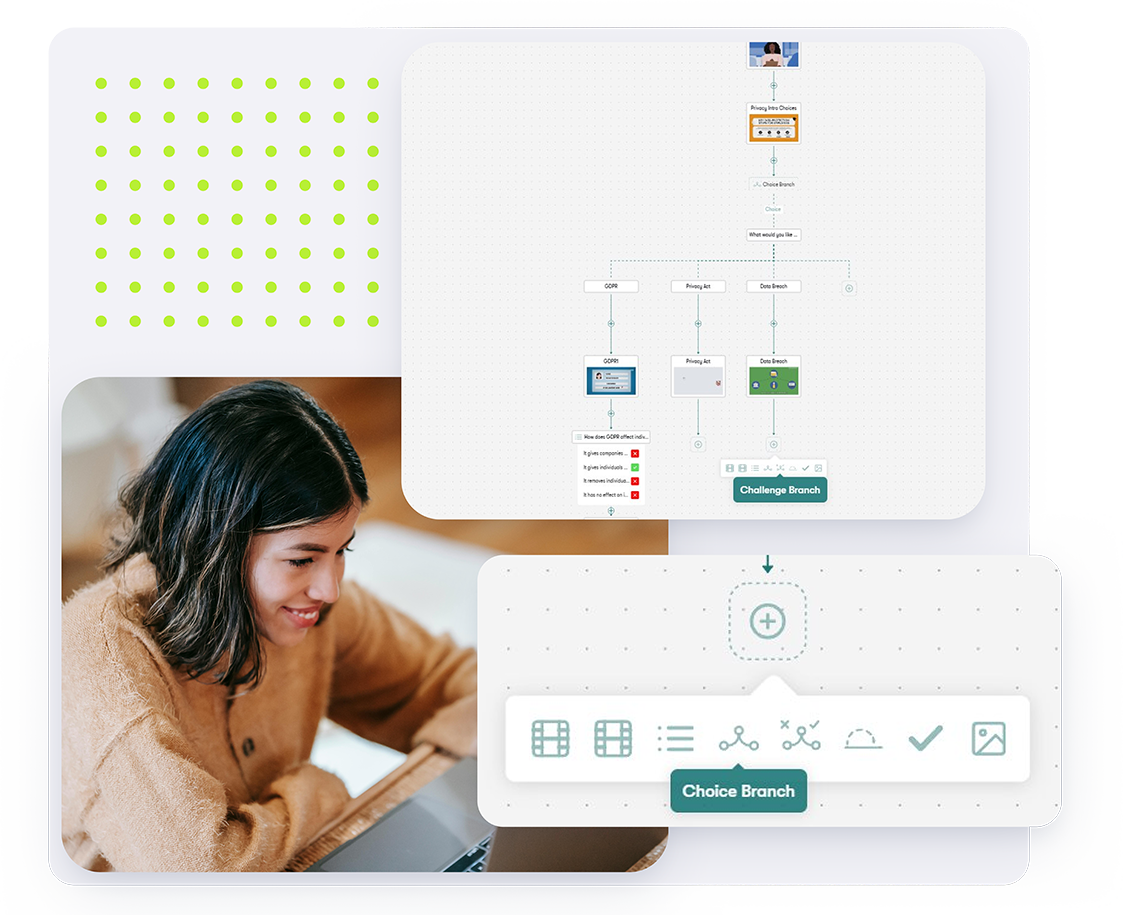 Privacy Intro Choices
Choice Branch
Choice
What would you like ...
GDPR
Privacy Act
Data Breach
GDPR1
Privacy Act
Data Breach
How does GDPR affect indiv...
It gives companies ...
It gives individuals ...
It removes individua...
It has no effect on i...
Challenge Branch
Choice Branch